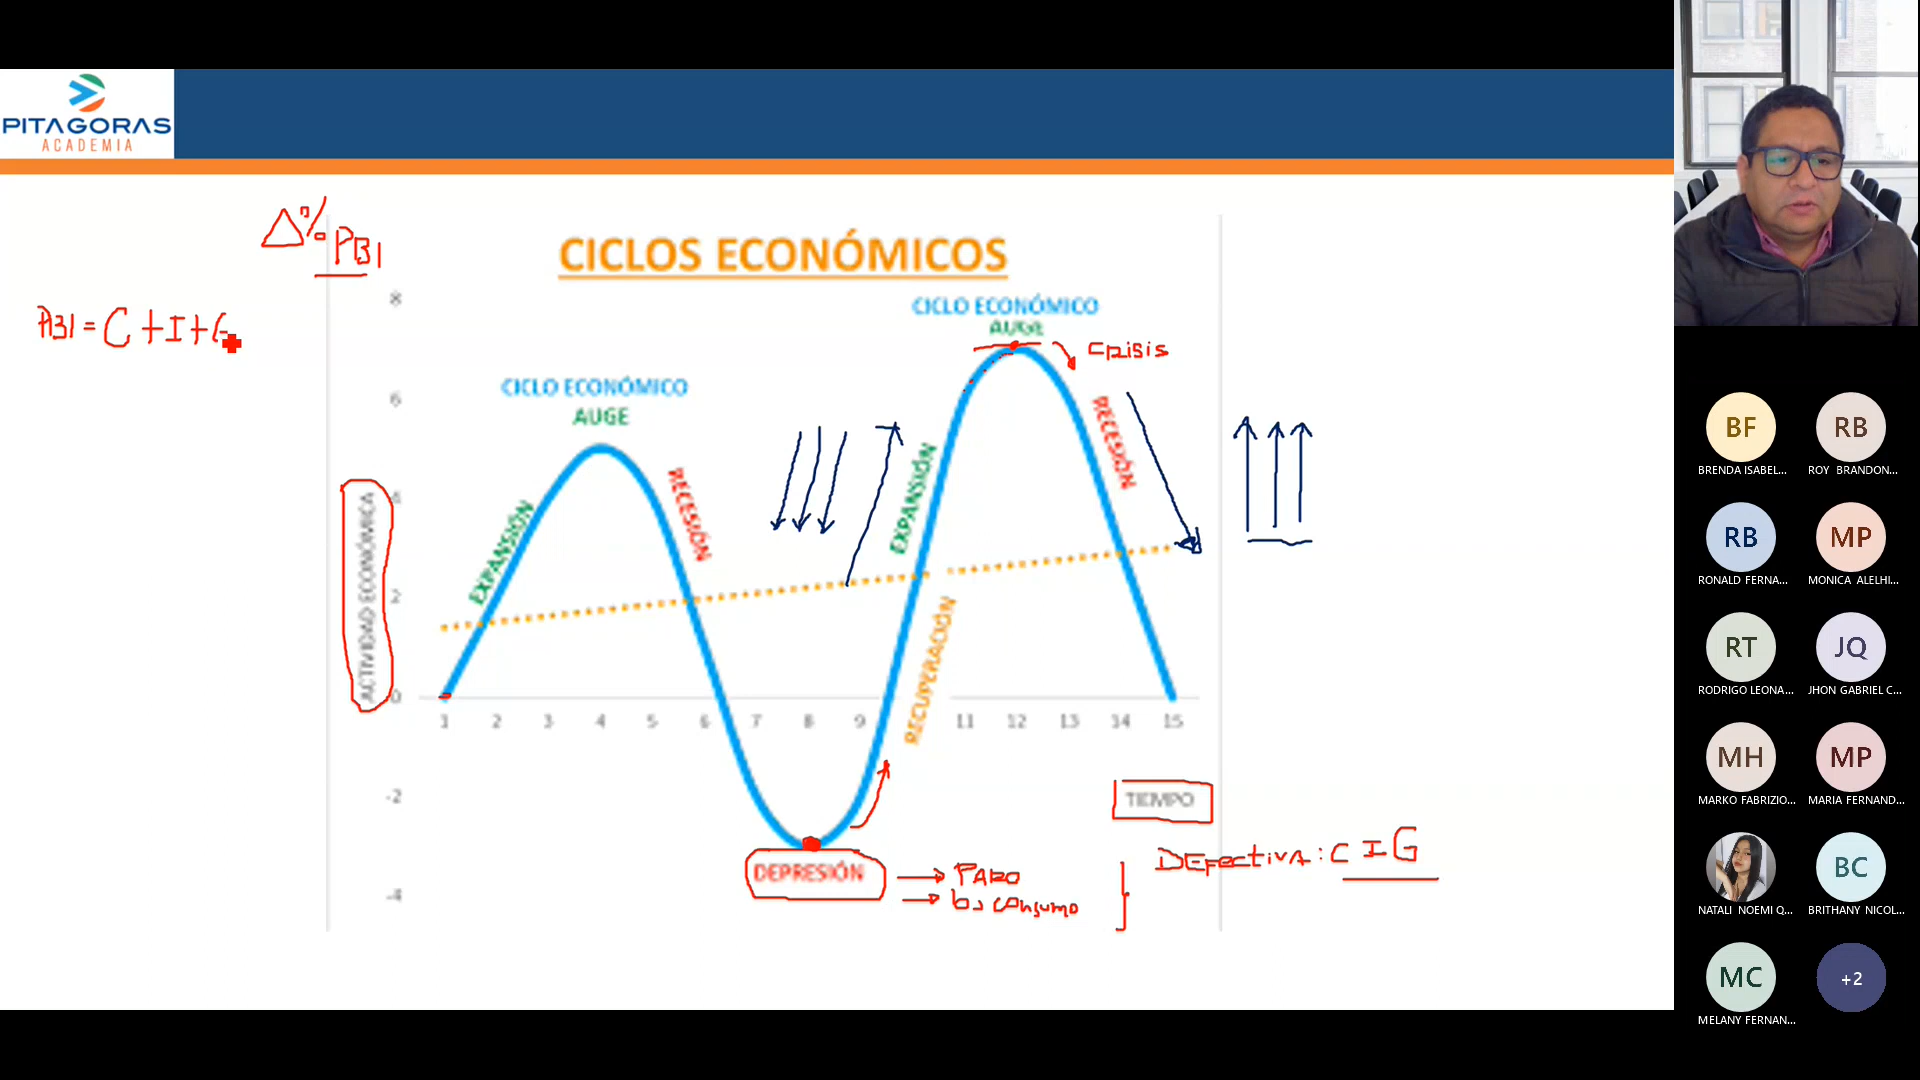 PITAGORAS
ACADEMIA
Δ% PBI
PBI = C + I + G
CICLOS ECONÓMICOS
CICLO ECONÓMICO
AUGE
Crisis
CICLO ECONÓMICO
AUGE
EXPANSIÓN
RECESIÓN
EXPANSIÓN
RECESIÓN
RECUPERACIÓN
ACTIVIDAD ECONÓMICA
8
6
4
2
0
-2
-4
1 2 3 4 5 6 7 8 9 11 12 13 14 15
TIEMPO
DEPRESIÓN
PARO
bs consumo
DEfectiva: C I G
BF RB
BRENDA ISABEL... ROY BRANDON...
RB MP
RONALD FERNA... MONICA ALELHI...
RT JQ
RODRIGO LEONA... JHON GABRIEL C...
MH MP
MARKO FABRIZIO... MARIA FERNAND...
BC
NATALI NOEMI Q... BRITHANY NICOL...
MC +2
MELANY FERNAN...